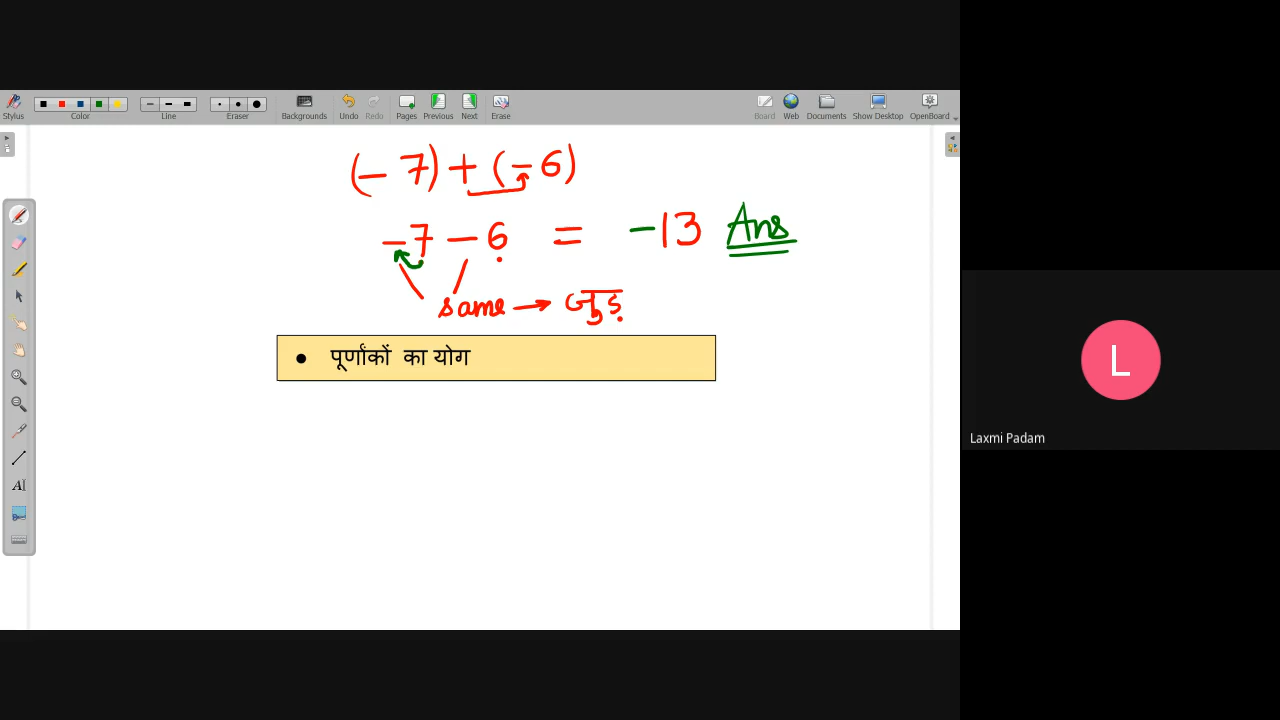 Stylus Color Line Eraser Backgrounds Undo Redo Pages Previous Next Erase Board Web Documents Show Desktop OpenBoard
(-7) + (-6)
-7 - 6 = -13 Ans
same → जुड़
● पूर्णांकों का योग
AI
L
Laxmi Padam